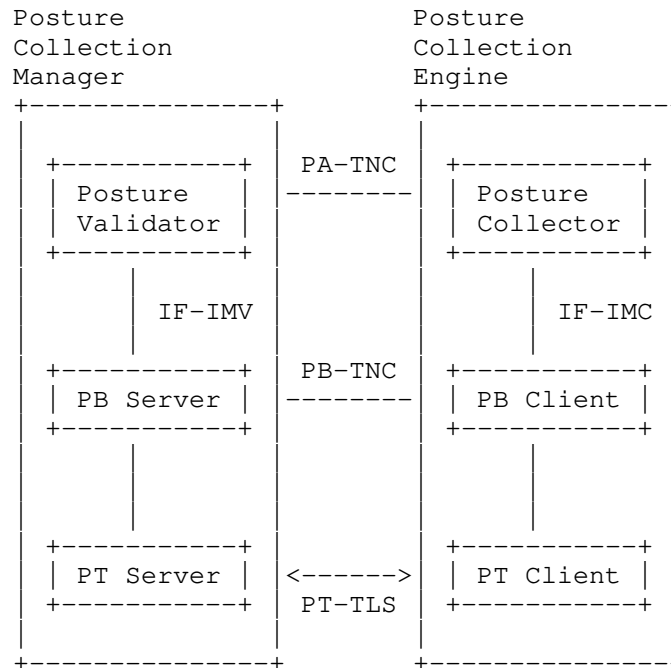 Posture Posture
Collection Collection
Manager Engine
Posture PA-TNC Posture
Validator Collector
IF-IMV IF-IMC
PB-TNC
PB Server PB Client
PT Server <------> PT Client
PT-TLS